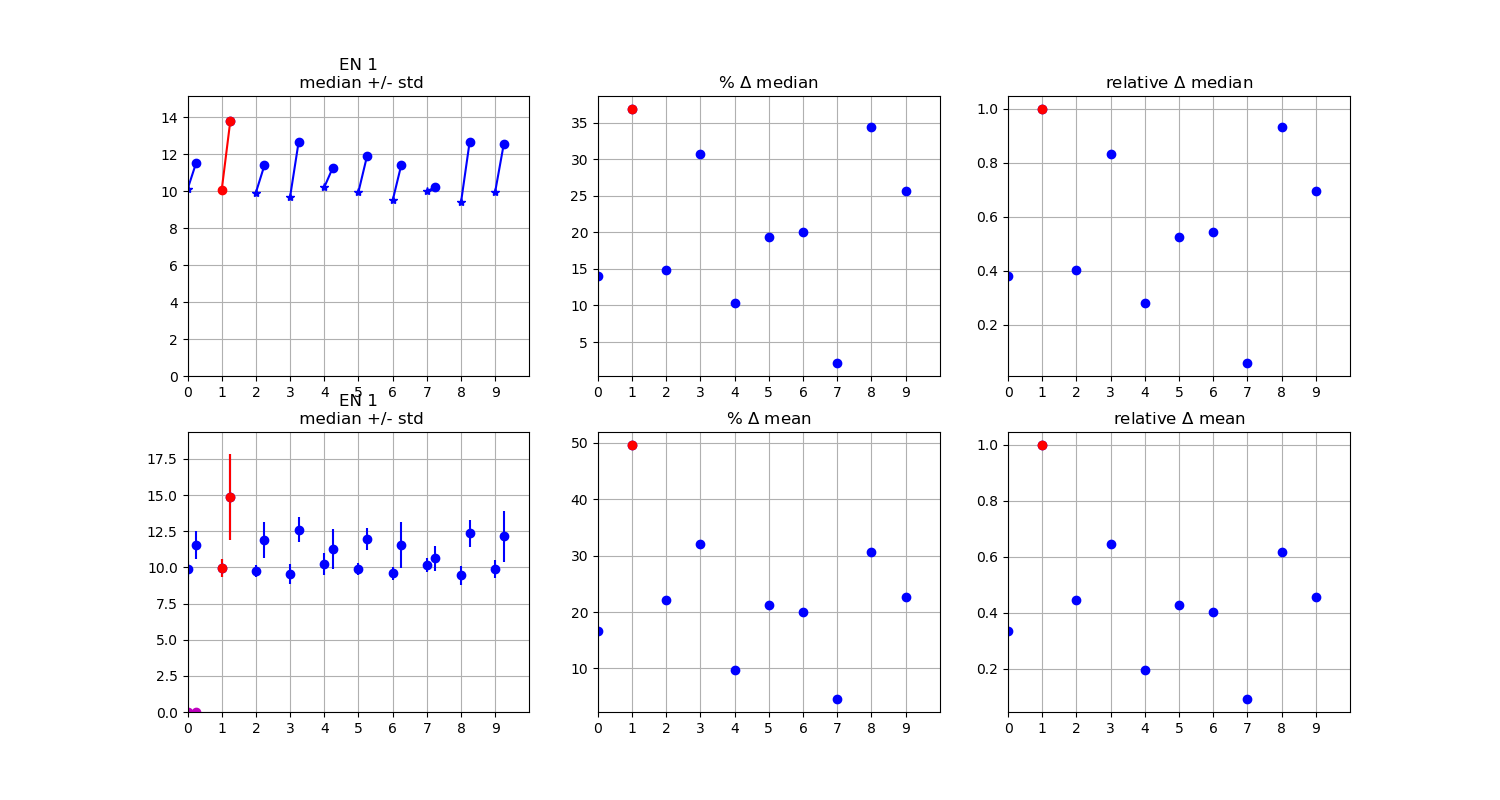 EN 1
median +/- std
14
12
10
8
6
4
2
0
0 1 2 3 4 5 6 7 8 9
% Δ median
35
30
25
20
15
10
5
0 1 2 3 4 5 6 7 8 9
relative Δ median
1.0
0.8
0.6
0.4
0.2
0 1 2 3 4 5 6 7 8 9
EN 1
median +/- std
17.5
15.0
12.5
10.0
7.5
5.0
2.5
0.0
0 1 2 3 4 5 6 7 8 9
% Δ mean
50
40
30
20
10
0 1 2 3 4 5 6 7 8 9
relative Δ mean
1.0
0.8
0.6
0.4
0.2
0 1 2 3 4 5 6 7 8 9